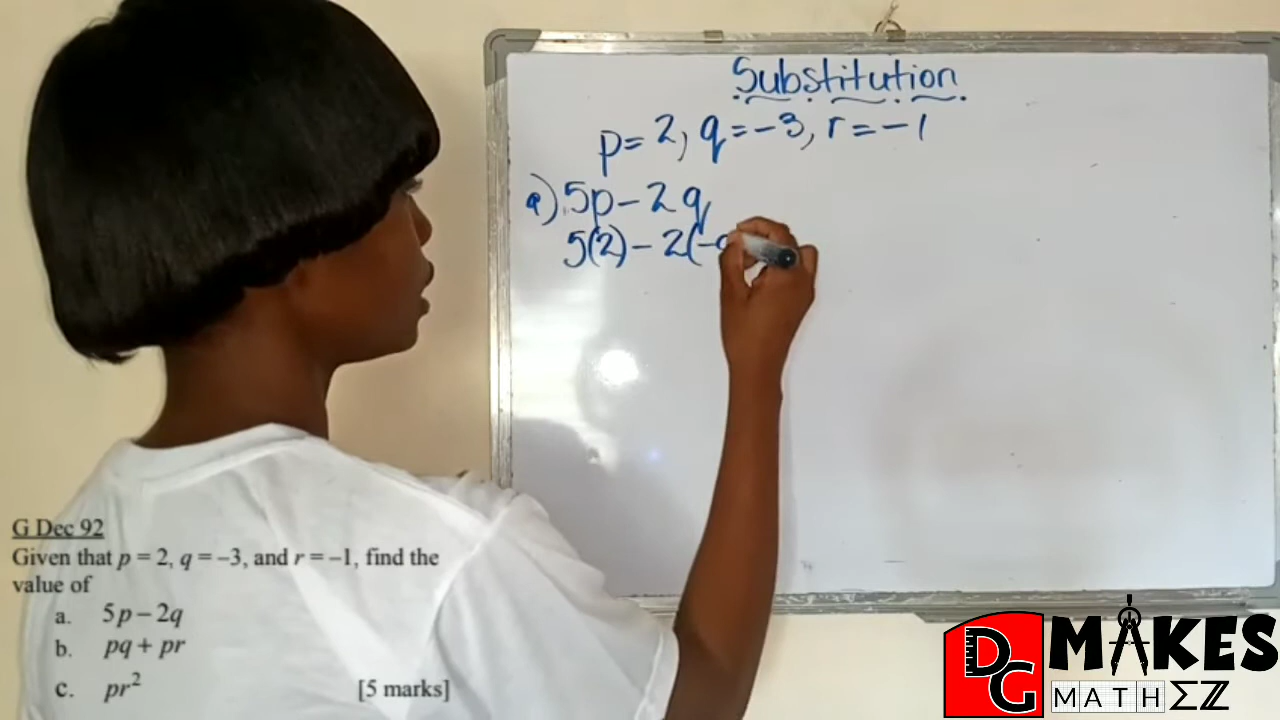 Substitution
p = 2, q = -3, r = -1
a) 5p - 2q
5(2) - 2(-
G Dec 92
Given that p = 2, q = –3, and r = –1, find the
value of
a. 5p – 2q
b. pq + pr
c. pr² [5 marks]
DG MAKES
MATHΣZ